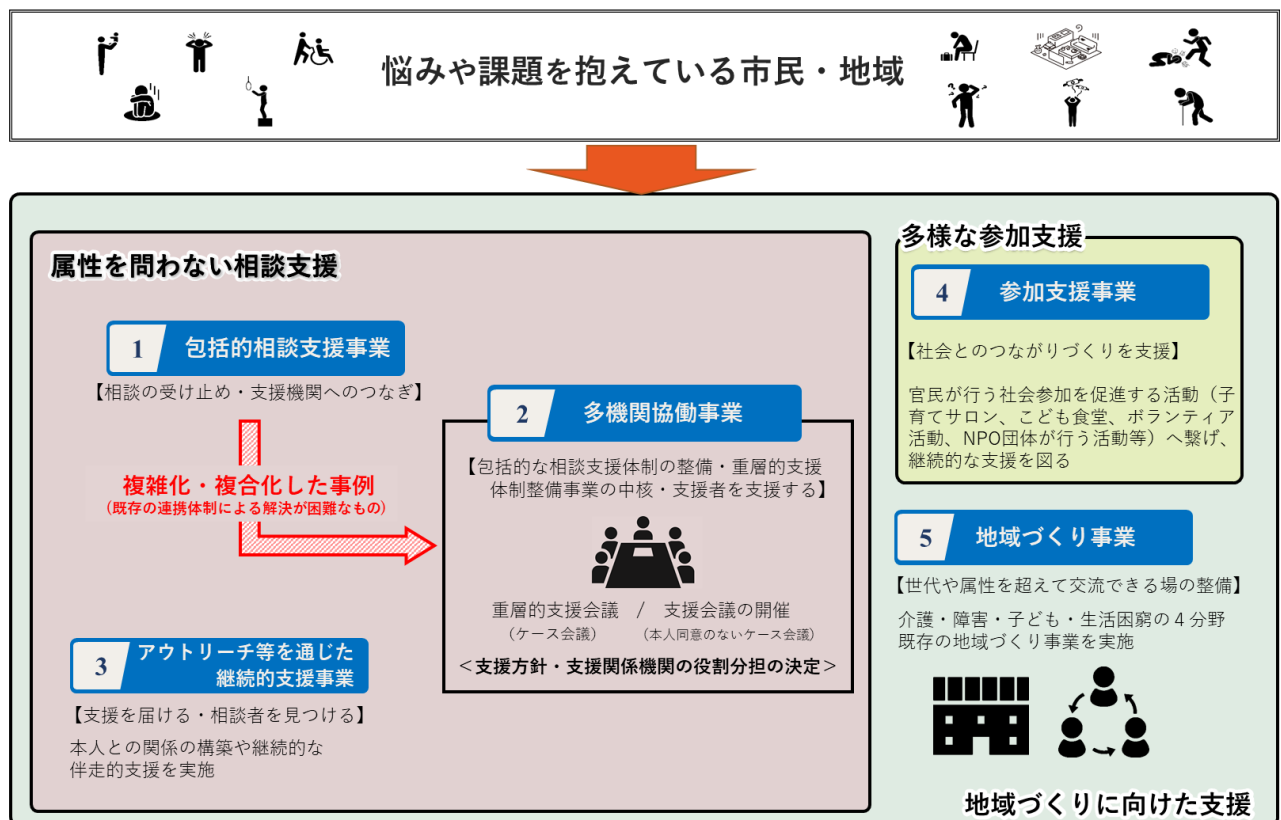 悩みや課題を抱えている市民・地域
属性を問わない相談支援
1 包括的相談支援事業
【相談の受け止め・支援機関へのつなぎ】
複雑化・複合化した事例
(既存の連携体制による解決が困難なもの)
2 多機関協働事業
【包括的な相談支援体制の整備・重層的支援
体制整備事業の中核・支援者を支援する】
重層的支援会議 / 支援会議の開催
（ケース会議） （本人同意のないケース会議）
＜支援方針・支援関係機関の役割分担の決定＞
3 アウトリーチ等を通じた
継続的支援事業
【支援を届ける・相談者を見つける】
本人との関係の構築や継続的な
伴走的支援を実施
多様な参加支援
4 参加支援事業
【社会とのつながりづくりを支援】
官民が行う社会参加を促進する活動（子
育てサロン、こども食堂、ボランティア
活動、NPO団体が行う活動等）へ繋げ、
継続的な支援を図る
5 地域づくり事業
【世代や属性を超えて交流できる場の整備】
介護・障害・子ども・生活困窮の４分野
既存の地域づくり事業を実施
地域づくりに向けた支援